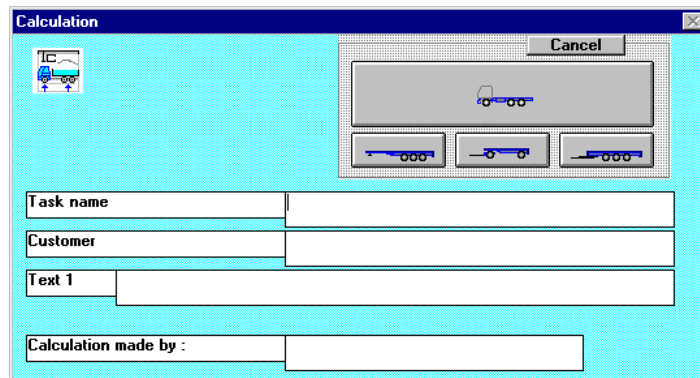 Calculation
Cancel
Task name
Customer
Text 1
Calculation made by :